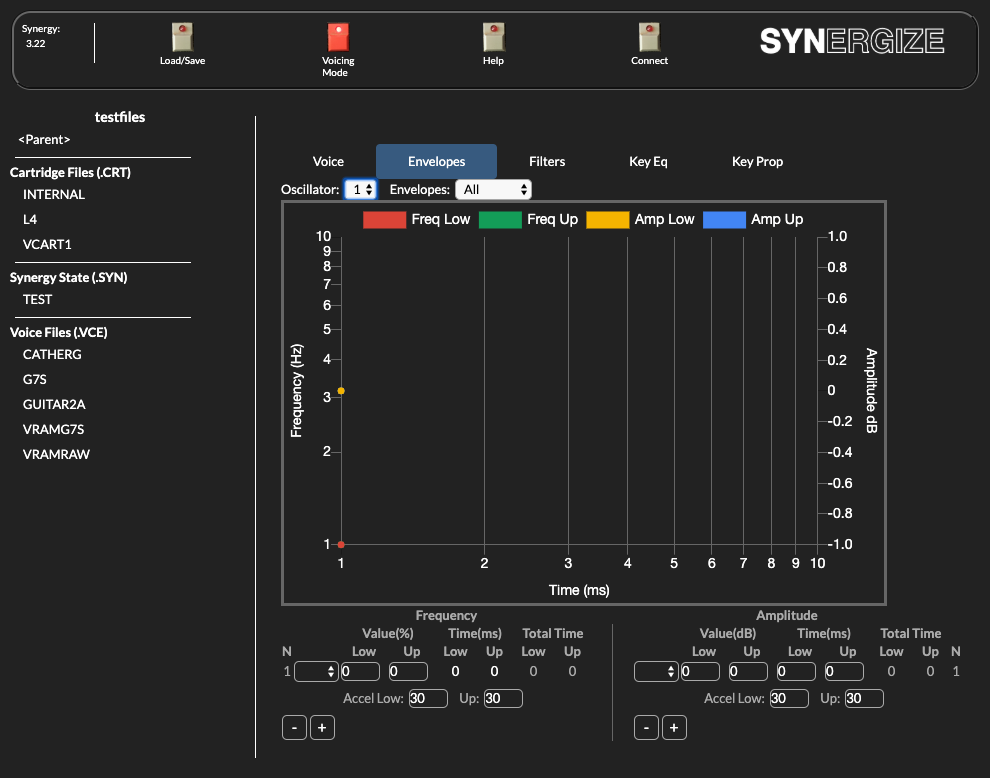 Synergy:
3.22
Load/Save
Voicing
Mode
Help
Connect
SYNERGIZE
testfiles
<Parent>
Cartridge Files (.CRT)
INTERNAL
L4
VCART1
Synergy State (.SYN)
TEST
Voice Files (.VCE)
CATHERG
G7S
GUITAR2A
VRAMG7S
VRAMRAW
Voice Envelopes Filters Key Eq Key Prop
Oscillator: 1 Envelopes: All
Freq Low Freq Up Amp Low Amp Up
10 1.0
9
8 0.8
7
6 0.6
5 0.4
4 0.2
3 0
-0.2
2 -0.4
-0.6
-0.8
1 -1.0
Frequency (Hz)
Amplitude dB
1 2 3 4 5 6 7 8 9 10
Time (ms)
Frequency Amplitude
Value(%) Time(ms) Total Time Value(dB) Time(ms) Total Time
N Low Up Low Up Low Up Low Up Low Up Low Up N
1 0 0 0 0 0 0 0 0 0 0 0 0 1
Accel Low: 30 Up: 30 Accel Low: 30 Up: 30
- + - +